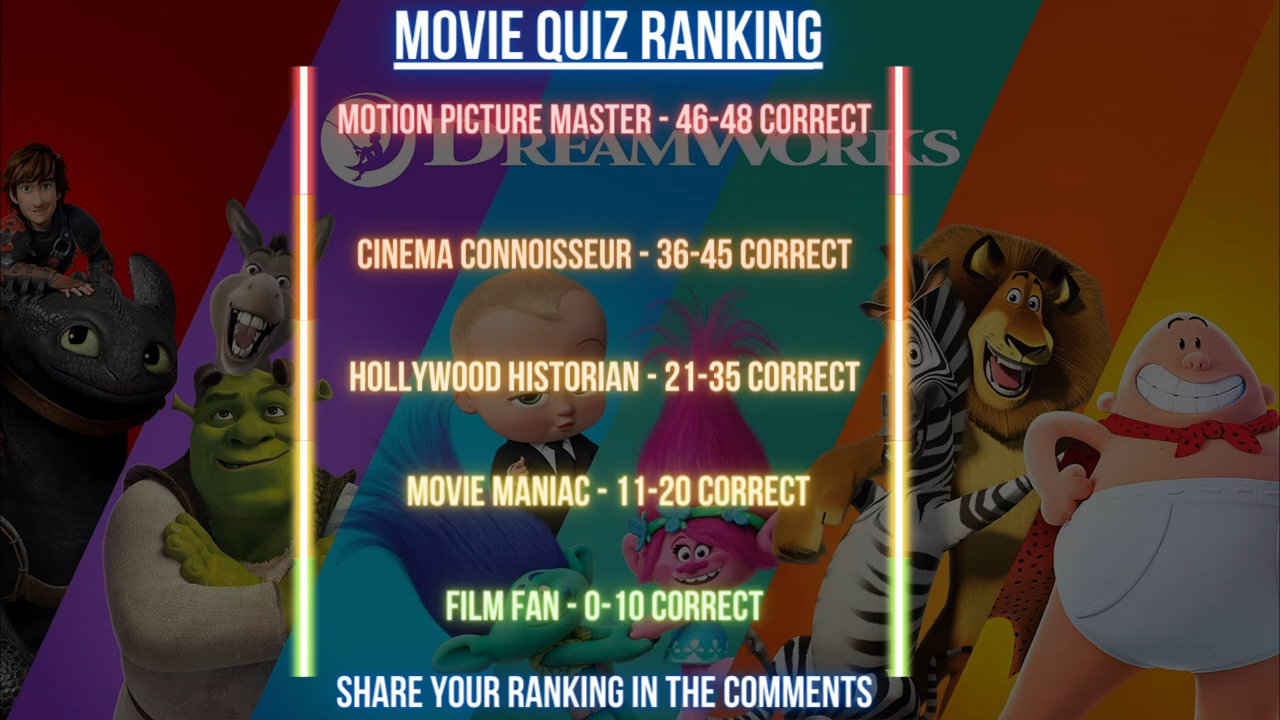 MOVIE QUIZ RANKING
MOTION PICTURE MASTER - 46-48 CORRECT
DREAMWORKS
CINEMA CONNOISSEUR - 36-45 CORRECT
HOLLYWOOD HISTORIAN - 21-35 CORRECT
MOVIE MANIAC - 11-20 CORRECT
FILM FAN - 0-10 CORRECT
SHARE YOUR RANKING IN THE COMMENTS